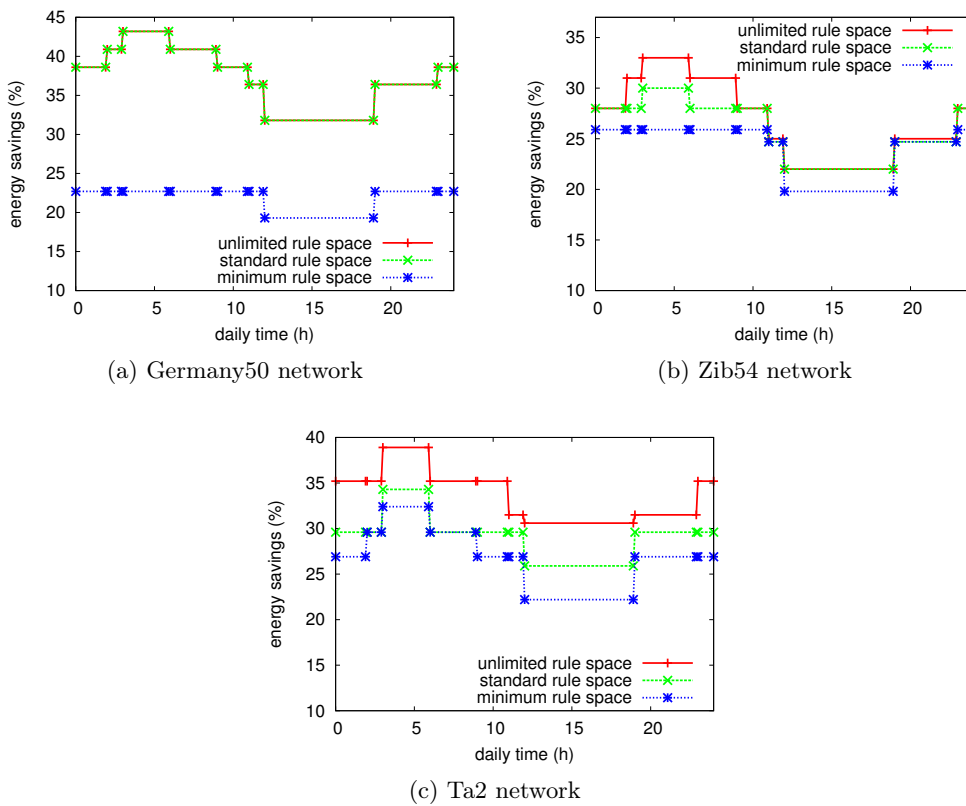 45
40
35
30
25
20
15
10
energy savings (%)
unlimited rule space
standard rule space
minimum rule space
0 5 10 15 20
daily time (h)
(a) Germany50 network
35
30
25
20
15
10
energy savings (%)
unlimited rule space
standard rule space
minimum rule space
0 5 10 15 20
daily time (h)
(b) Zib54 network
40
35
30
25
20
15
10
energy savings (%)
unlimited rule space
standard rule space
minimum rule space
0 5 10 15 20
daily time (h)
(c) Ta2 network